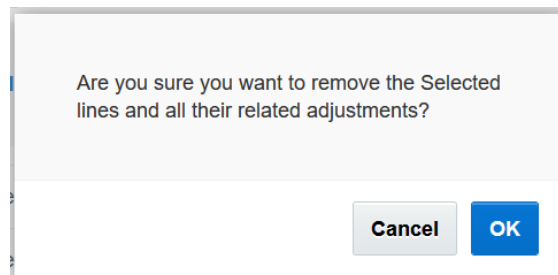 Are you sure you want to remove the Selected
lines and all their related adjustments?
Cancel
OK